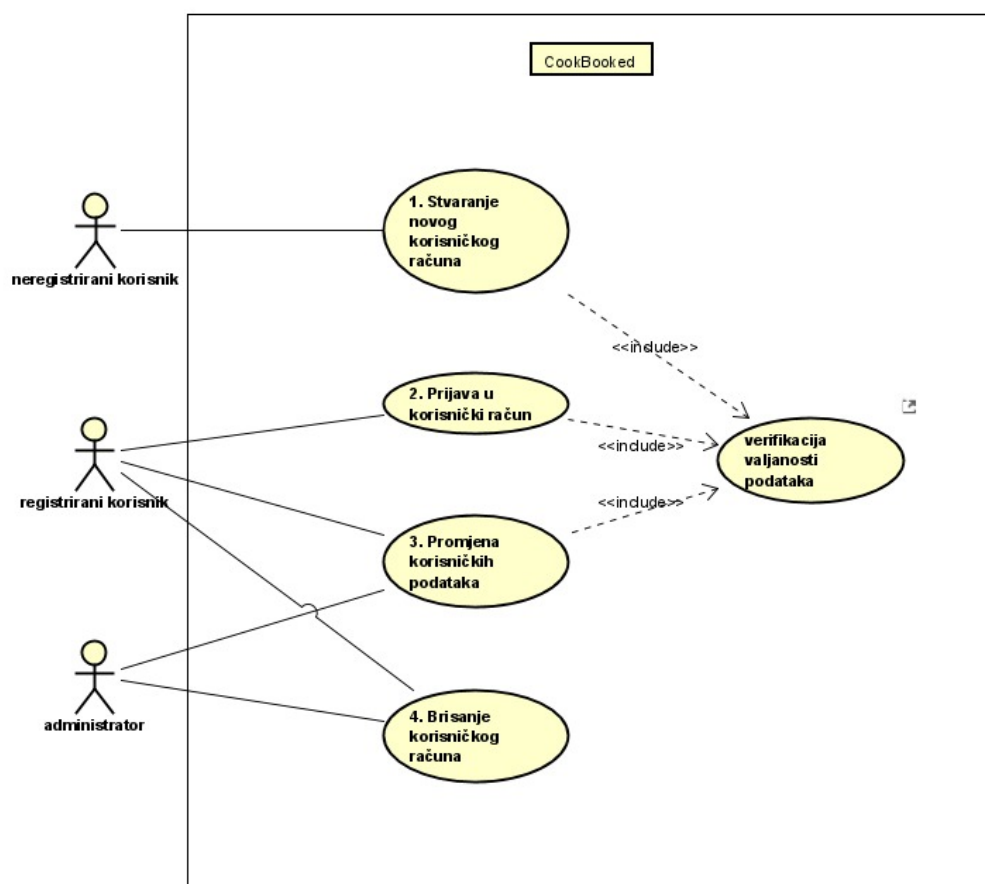 CookBooked
1. Stvaranje
novog
korisničkog
računa
neregistrirani korisnik
<<include>>
2. Prijava u
korisnički račun
<<include>>
verifikacija
valjanosti
podataka
registrirani korisnik
<<include>>
3. Promjena
korisničkih
podataka
administrator
4. Brisanje
korisničkog
računa